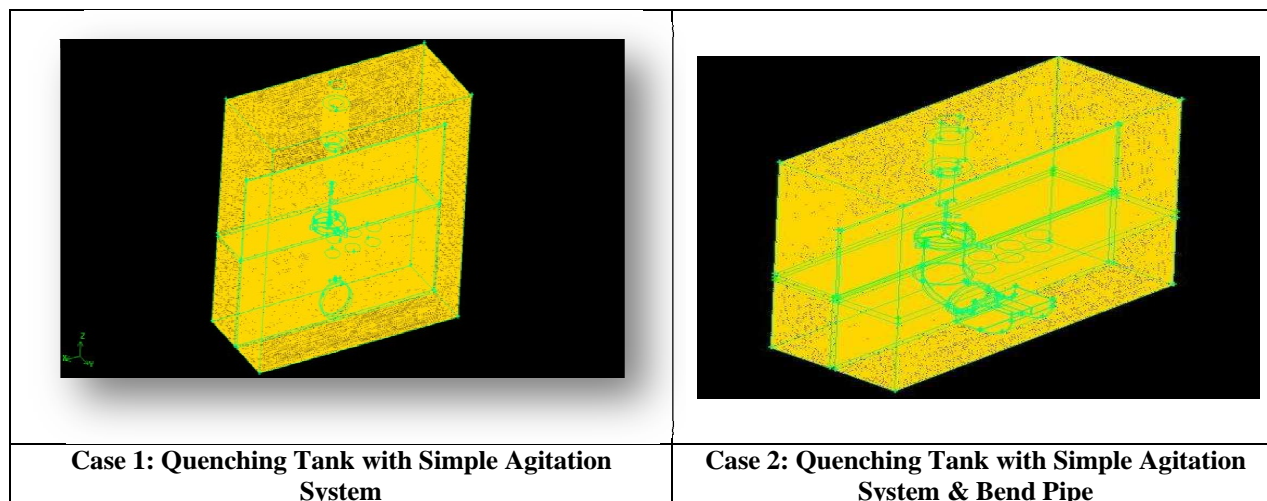 Z
Case 1: Quenching Tank with Simple Agitation
System
Case 2: Quenching Tank with Simple Agitation
System & Bend Pipe